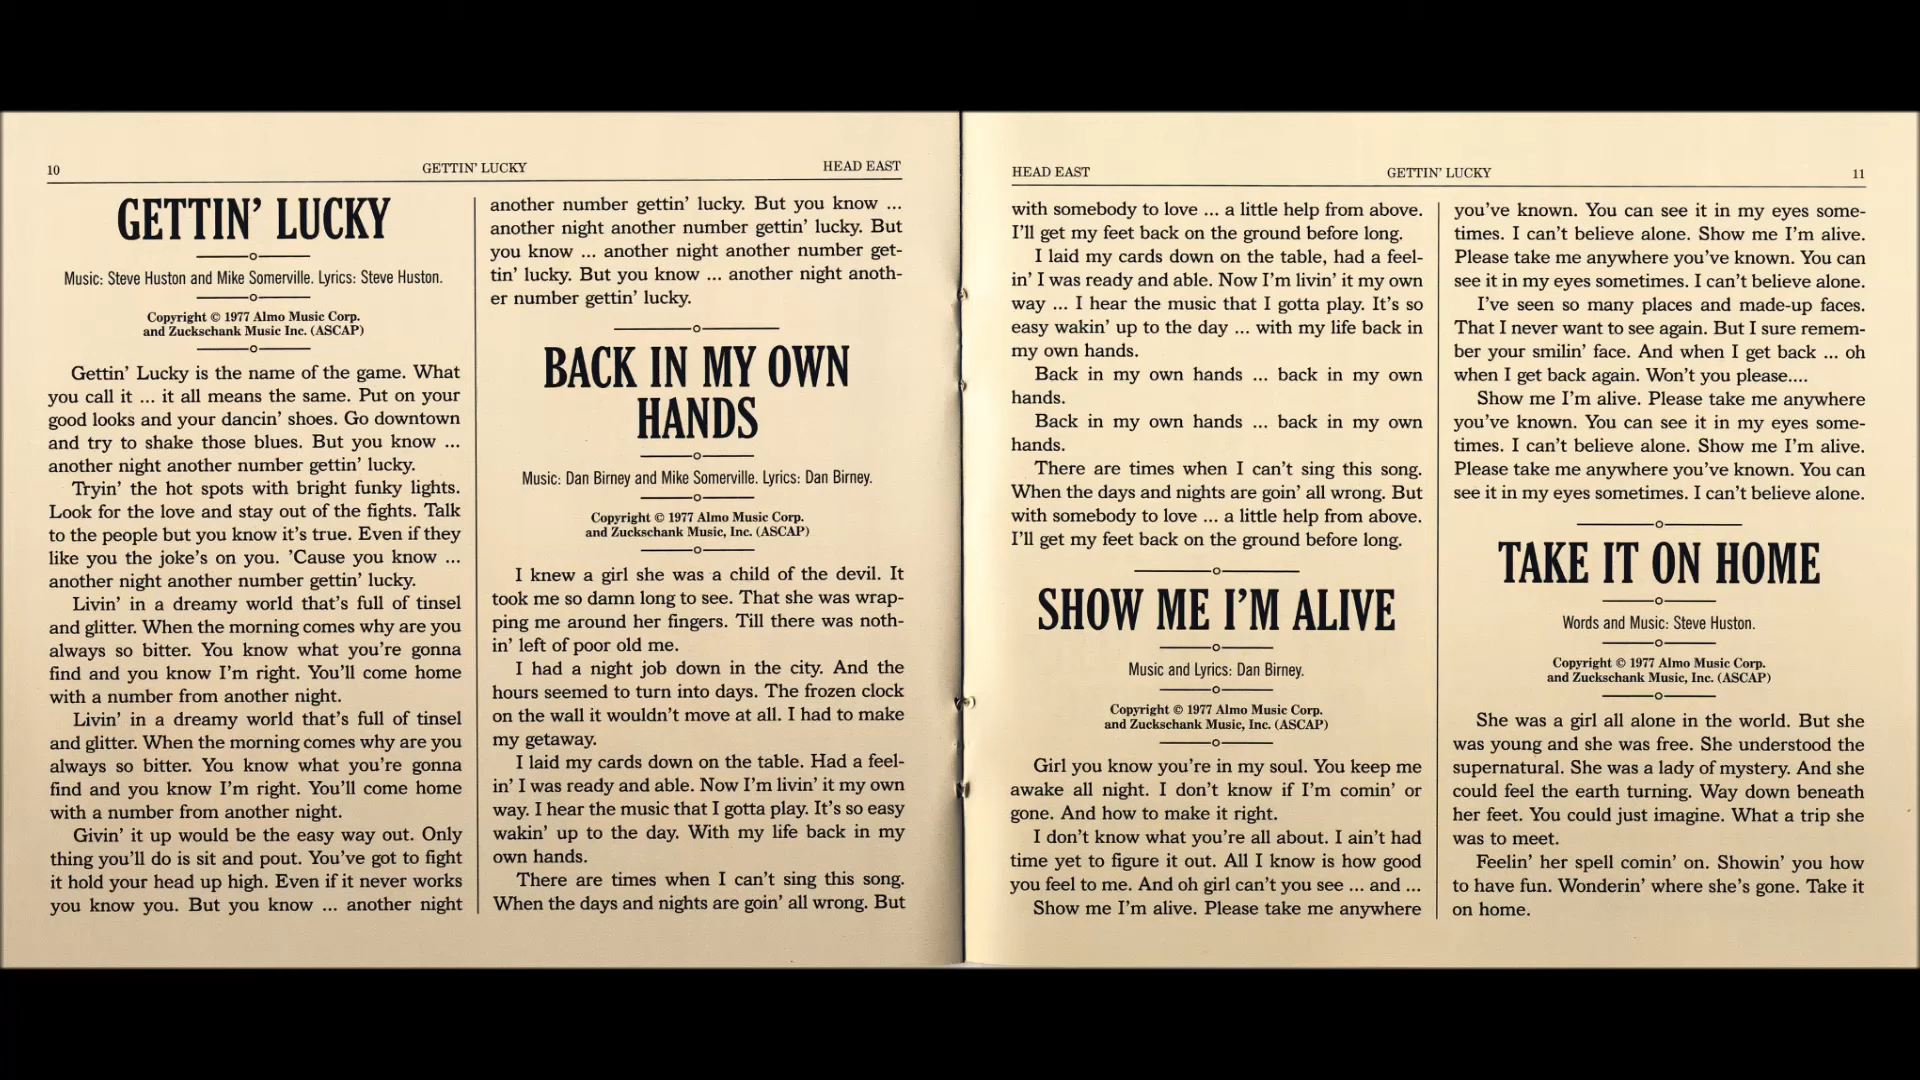 10
GETTIN' LUCKY
HEAD EAST
GETTIN' LUCKY
Music: Steve Huston and Mike Somerville. Lyrics: Steve Huston.
Copyright © 1977 Almo Music Corp.
and Zuckschank Music Inc. (ASCAP)
Gettin' Lucky is the name of the game. What
you call it ... it all means the same. Put on your
good looks and your dancin' shoes. Go downtown
and try to shake those blues. But you know ...
another night another number gettin' lucky.
Tryin' the hot spots with bright funky lights.
Look for the love and stay out of the fights. Talk
to the people but you know it's true. Even if they
like you the joke's on you. 'Cause you know ...
another night another number gettin' lucky.
Livin' in a dreamy world that's full of tinsel
and glitter. When the morning comes why are you
always so bitter. You know what you're gonna
find and you know I'm right. You'll come home
with a number from another night.
Livin' in a dreamy world that's full of tinsel
and glitter. When the morning comes why are you
always so bitter. You know what you're gonna
find and you know I'm right. You'll come home
with a number from another night.
Givin' it up would be the easy way out. Only
thing you'll do is sit and pout. You've got to fight
it hold your head up high. Even if it never works
you know you. But you know ... another night
another number gettin' lucky. But you know ...
another night another number gettin' lucky. But
you know ... another night another number get-
tin' lucky. But you know ... another night anoth-
er number gettin' lucky.
BACK IN MY OWN
HANDS
Music: Dan Birney and Mike Somerville. Lyrics: Dan Birney.
Copyright © 1977 Almo Music Corp.
and Zuckschank Music, Inc. (ASCAP)
I knew a girl she was a child of the devil. It
took me so damn long to see. That she was wrap-
ping me around her fingers. Till there was noth-
in' left of poor old me.
I had a night job down in the city. And the
hours seemed to turn into days. The frozen clock
on the wall it wouldn't move at all. I had to make
my getaway.
I laid my cards down on the table. Had a feel-
in' I was ready and able. Now I'm livin' it my own
way. I hear the music that I gotta play. It's so easy
wakin' up to the day. With my life back in my
own hands.
There are times when I can't sing this song.
When the days and nights are goin' all wrong. But
HEAD EAST
GETTIN' LUCKY
11
with somebody to love ... a little help from above.
I'll get my feet back on the ground before long.
I laid my cards down on the table, had a feel-
in' I was ready and able. Now I'm livin' it my own
way ... I hear the music that I gotta play. It's so
easy wakin' up to the day ... with my life back in
my own hands.
Back in my own hands ... back in my own
hands.
Back in my own hands ... back in my own
hands.
There are times when I can't sing this song.
When the days and nights are goin' all wrong. But
with somebody to love ... a little help from above.
I'll get my feet back on the ground before long.
SHOW ME I'M ALIVE
Music and Lyrics: Dan Birney.
Copyright © 1977 Almo Music Corp.
and Zuckschank Music, Inc. (ASCAP)
Girl you know you're in my soul. You keep me
awake all night. I don't know if I'm comin' or
gone. And how to make it right.
I don't know what you're all about. I ain't had
time yet to figure it out. All I know is how good
you feel to me. And oh girl can't you see ... and ...
Show me I'm alive. Please take me anywhere
you've known. You can see it in my eyes some-
times. I can't believe alone. Show me I'm alive.
Please take me anywhere you've known. You can
see it in my eyes sometimes. I can't believe alone.
I've seen so many places and made-up faces.
That I never want to see again. But I sure remem-
ber your smilin' face. And when I get back ... oh
when I get back again. Won't you please....
Show me I'm alive. Please take me anywhere
you've known. You can see it in my eyes some-
times. I can't believe alone. Show me I'm alive.
Please take me anywhere you've known. You can
see it in my eyes sometimes. I can't believe alone.
TAKE IT ON HOME
Words and Music: Steve Huston.
Copyright © 1977 Almo Music Corp.
and Zuckschank Music, Inc. (ASCAP)
She was a girl all alone in the world. But she
was young and she was free. She understood the
supernatural. She was a lady of mystery. And she
could feel the earth turning. Way down beneath
her feet. You could just imagine. What a trip she
was to meet.
Feelin' her spell comin' on. Showin' you how
to have fun. Wonderin' where she's gone. Take it
on home.